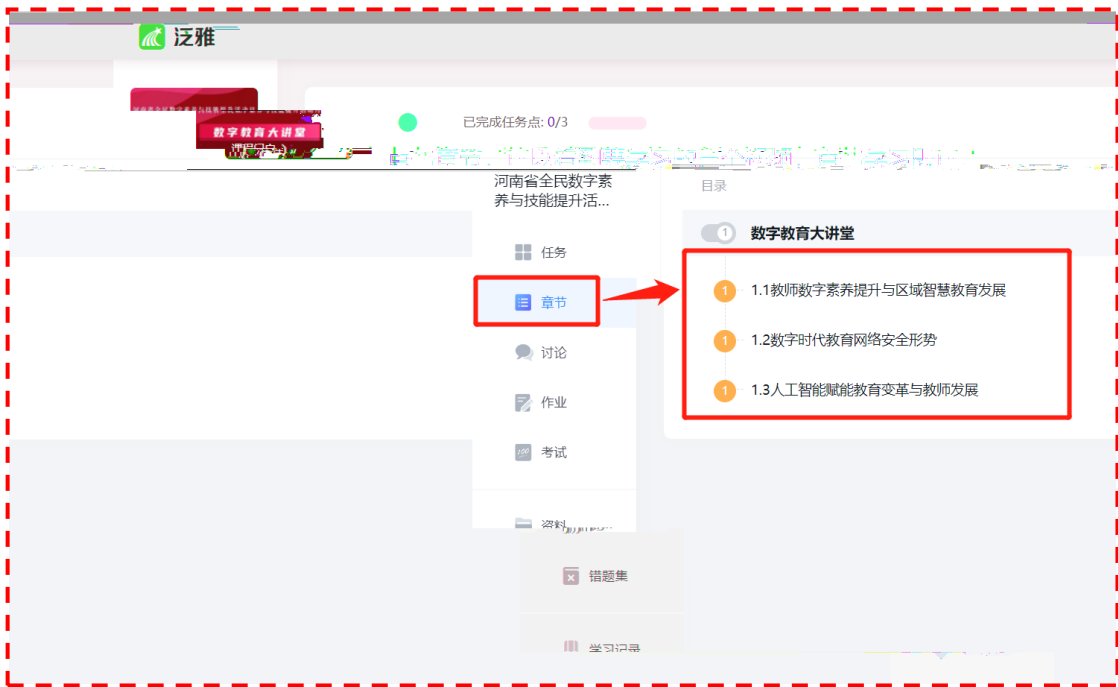 泛雅
数字教育大讲堂
已完成任务点: 0/3
河南省全民数字素
养与技能提升活...
任务
章节
讨论
作业
考试
资料
错题集
学习记录
目录
1 数字教育大讲堂
1 1.1教师数字素养提升与区域智慧教育发展
1 1.2数字时代教育网络安全形势
1 1.3人工智能赋能教育变革与教师发展